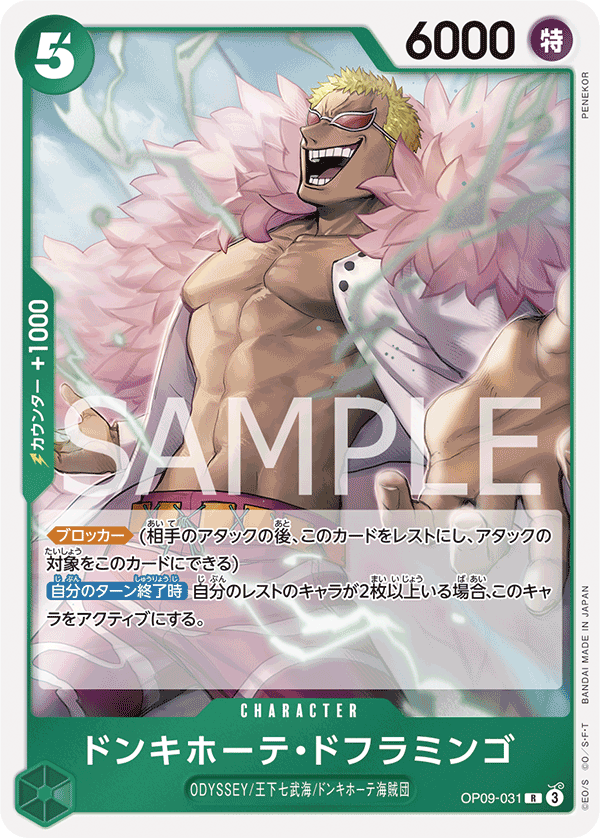 5
6000
特
PENEKOR
カウンター +1000
SAMPLE
ブロッカー (相手のアタックの後、このカードをレストにし、アタックの
対象をこのカードにできる)
自分のターン終了時 自分のレストのキャラが2枚以上いる場合、このキャ
ラをアクティブにする。
CHARACTER
ドンキホーテ・ドフラミンゴ
ODYSSEY/王下七武海/ドンキホーテ海賊団
OP09-031 R 3
©E.O/S ©O/S・F・T BANDAI MADE IN JAPAN